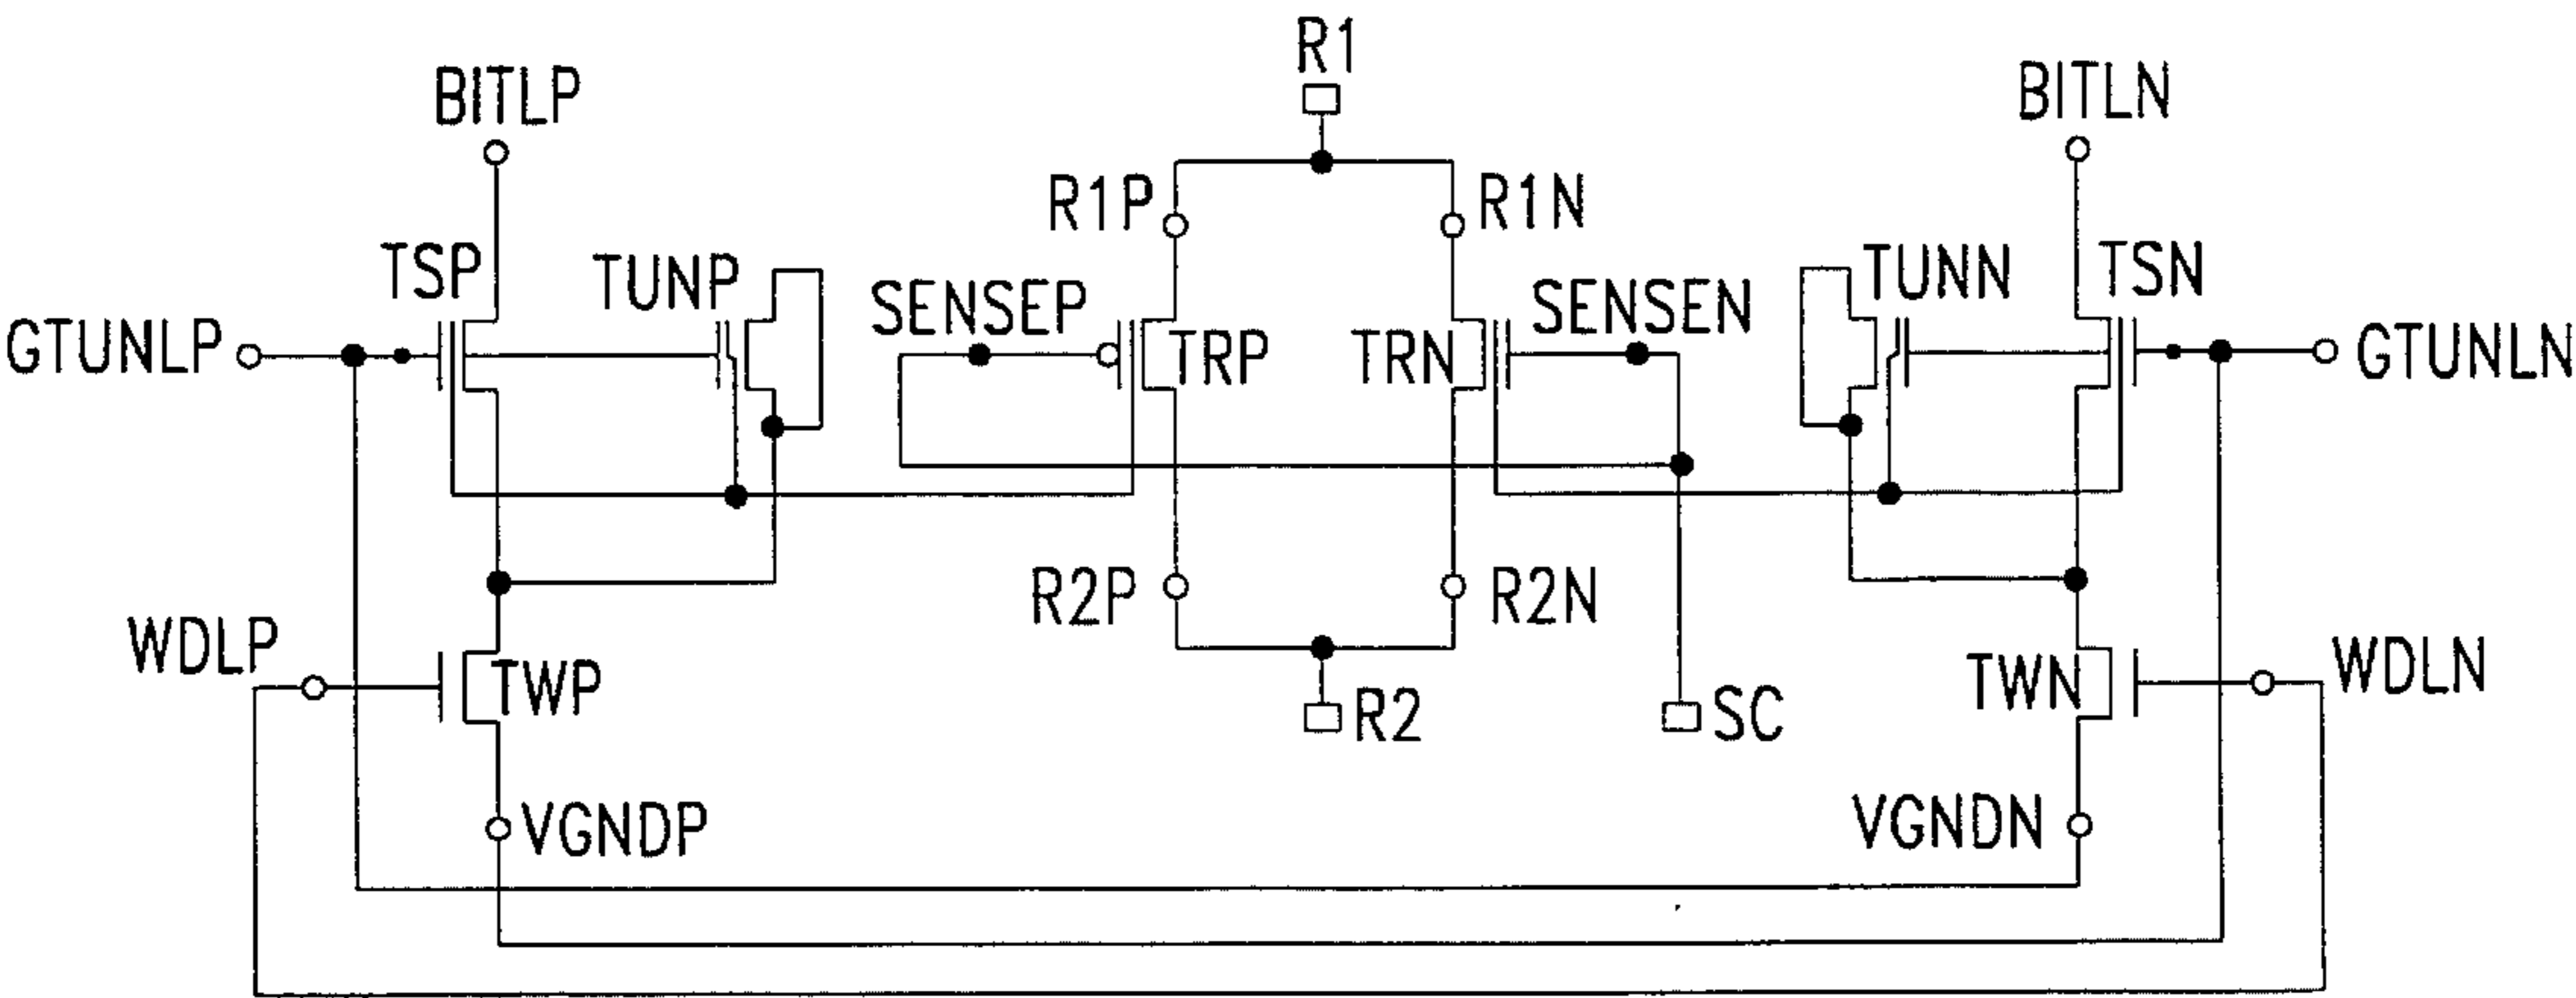 R1
BITLP
BITLN
R1P
R1N
TSP
TUNP
SENSEP
SENSEN
TUNN
TSN
GTUNLP
TRP
TRN
GTUNLN
R2P
R2N
WDLP
TWP
R2
SC
TWN
WDLN
VGNDP
VGNDN